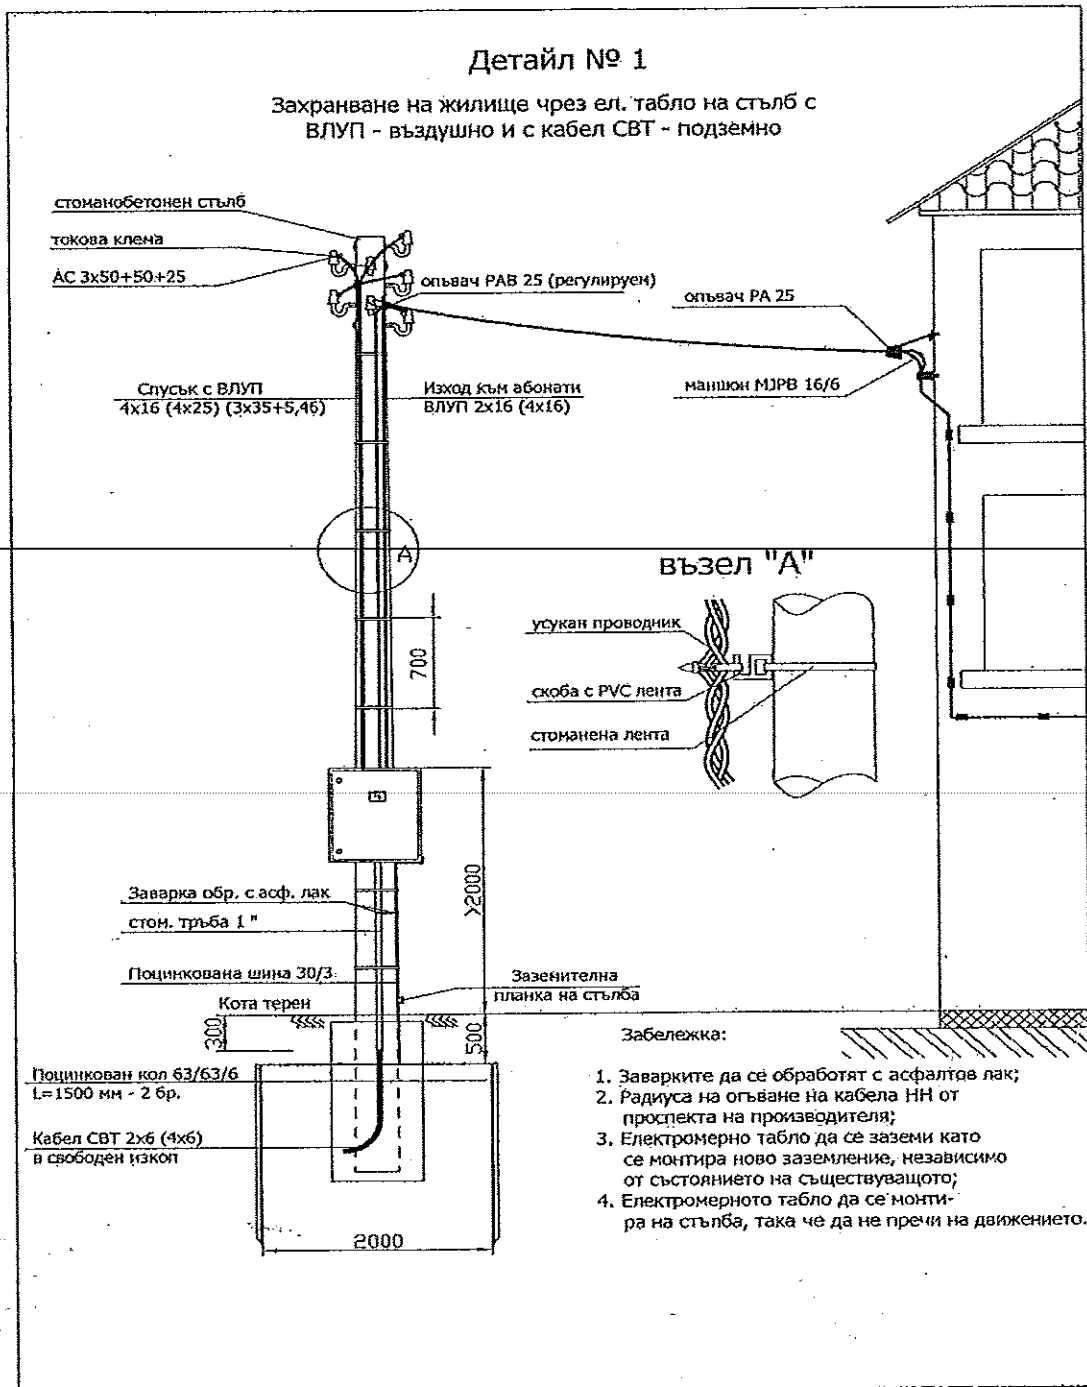 Детайл № 1
Захранване на жилище чрез ел. табло на стълб с
ВЛУП - въздушно и с кабел СВТ - подземно
стоманобетонен стълб
токова клема
АС 3х50+50+25
опъвач РАВ 25 (регулируем)
опъвач РА 25
маншон MJPB 16/6
Спусък с ВЛУП
4х16 (4х25) (3х35+5,46)
Изход към абонати
ВЛУП 2х16 (4х16)
А
възел "А"
усукан проводник
скоба с PVC лента
стоманена лента
700
>2000
Заварка обр. с асф. лак
стом. тръба 1 "
Поцинкована шина 30/3
Заземителна
планка на стълба
Кота терен
300
500
Поцинкован кол 63/63/6
L=1500 мм - 2 бр.
Кабел СВТ 2х6 (4х6)
в свободен изкоп
2000
Забележка:
1. Заварките да се обработят с асфалтов лак;
2. Радиуса на огъване на кабела НН от
проспекта на производителя;
3. Електромерно табло да се заземи като
се монтира ново заземление, независимо
от състоянието на съществуващото;
4. Електромерното табло да се монти-
ра на стълба, така че да не пречи на движението.